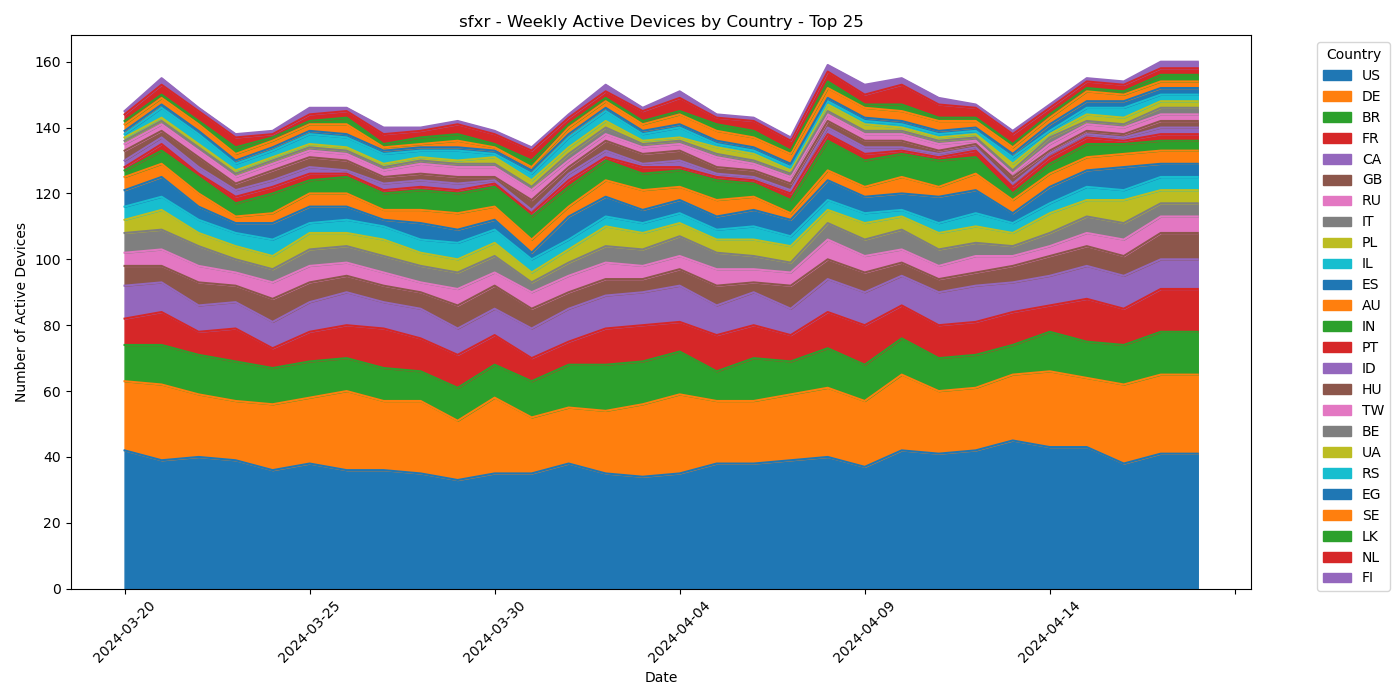 sfxr - Weekly Active Devices by Country - Top 25
Number of Active Devices
160
140
120
100
80
60
40
20
0
2024-03-20
2024-03-25
2024-03-30
2024-04-04
2024-04-09
2024-04-14
Date
Country
US
DE
BR
FR
CA
GB
RU
IT
PL
IL
ES
AU
IN
PT
ID
HU
TW
BE
UA
RS
EG
SE
LK
NL
FI